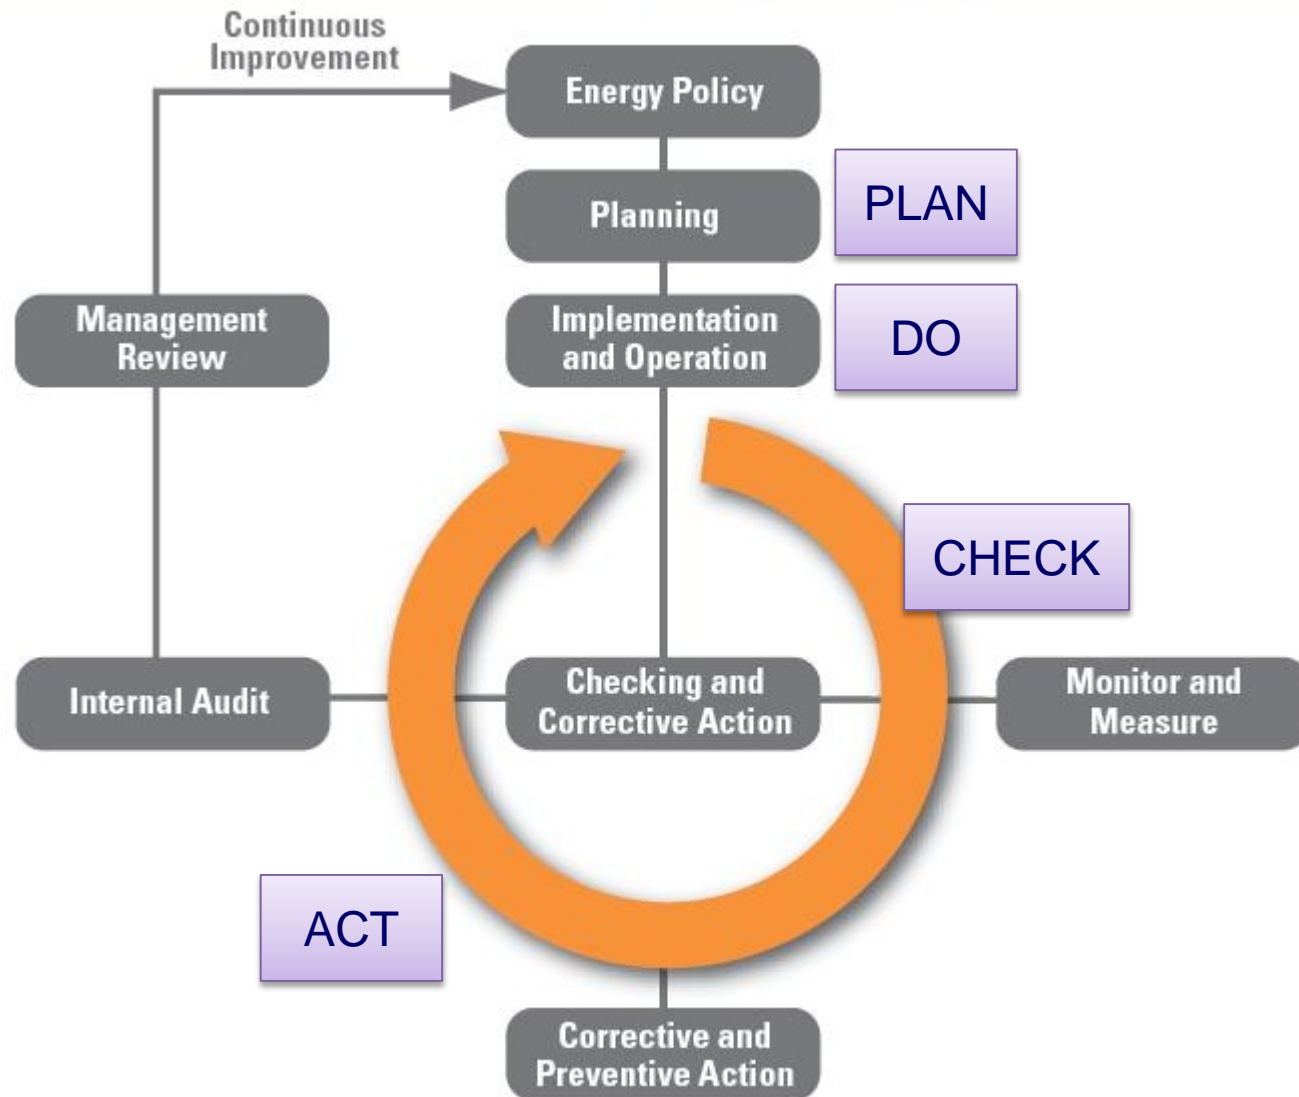 Continuous
Improvement
Energy Policy
Planning
PLAN
Management
Review
Implementation
and Operation
DO
CHECK
Internal Audit
Checking and
Corrective Action
Monitor and
Measure
ACT
Corrective and
Preventive Action